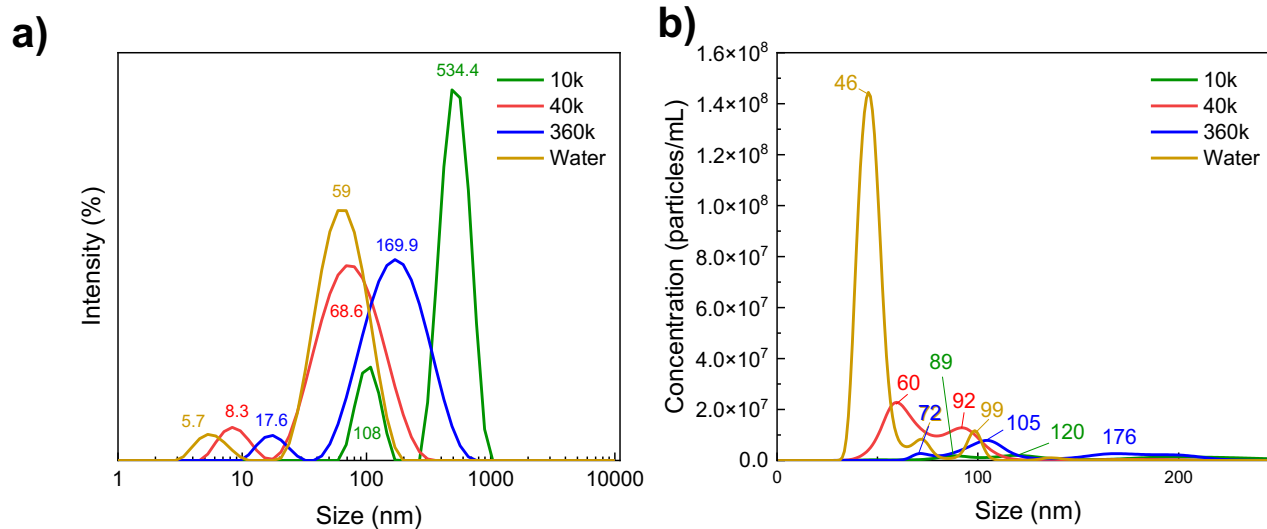 a)
534.4
10k
40k
360k
Water
59
169.9
68.6
5.7
8.3
17.6
108
Intensity (%)
1
10
100
1000
10000
Size (nm)
b)
1.6×10⁸
1.4×10⁸
1.2×10⁸
1.0×10⁸
8.0×10⁷
6.0×10⁷
4.0×10⁷
2.0×10⁷
0.0
Concentration (particles/mL)
46
10k
40k
360k
Water
89
60
72
92
99
105
120
176
0
100
200
Size (nm)